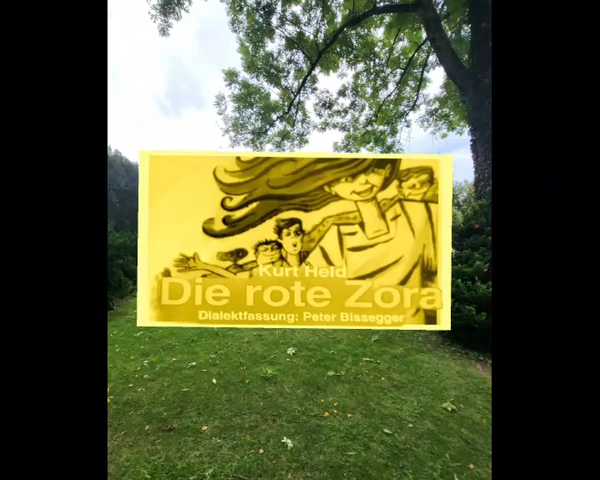 Kurt Held
Die rote Zora
Dialektfassung: Peter Bissegger